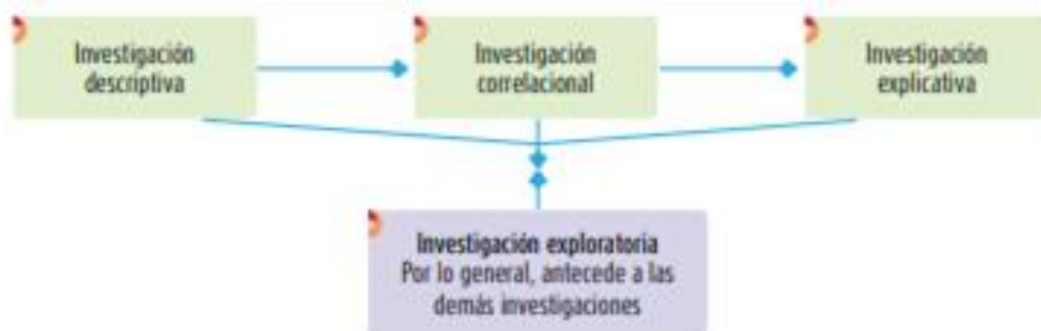 Investigación
descriptiva
Investigación
correlacional
Investigación
explicativa
Investigación exploratoria
Por lo general, antecede a las
demás investigaciones